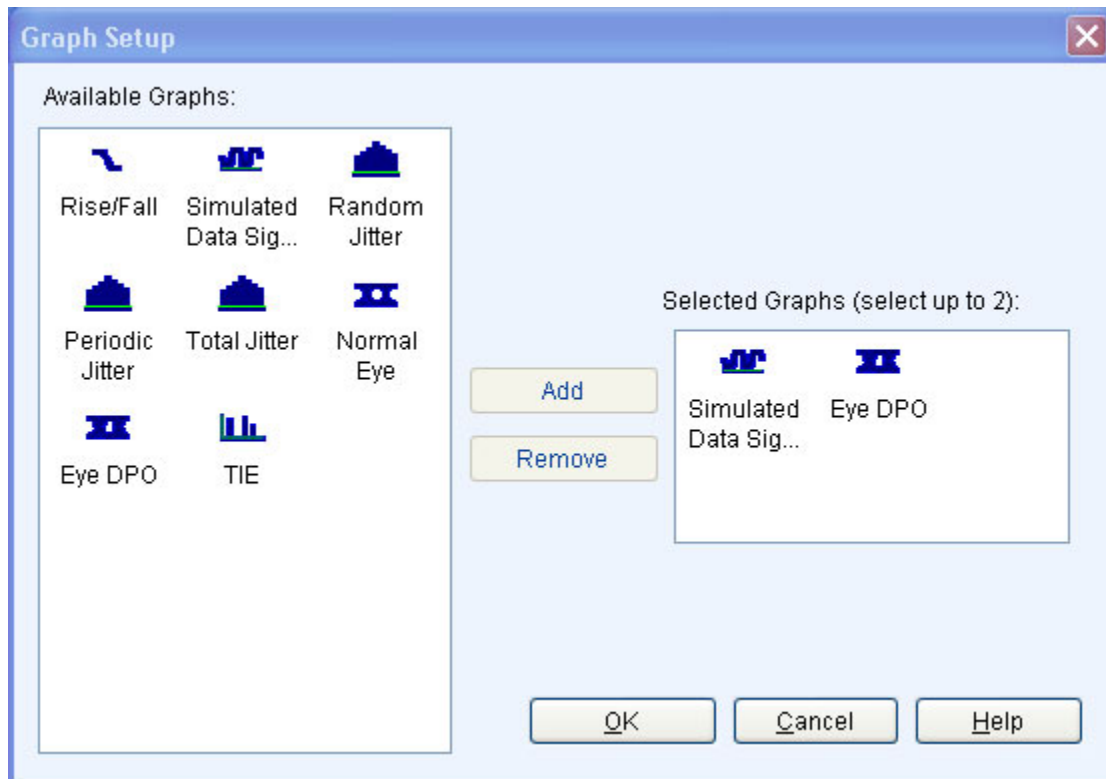 Graph Setup
Available Graphs:
Rise/Fall
Simulated
Data Sig...
Random
Jitter
Periodic
Jitter
Total Jitter
Normal
Eye
Eye DPO
TIE
Add
Remove
Selected Graphs (select up to 2):
Simulated
Data Sig...
Eye DPO
OK
Cancel
Help